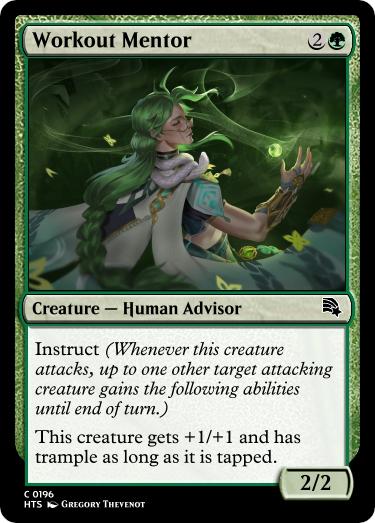 Workout Mentor 2
Creature — Human Advisor
Instruct (Whenever this creature
attacks, up to one other target attacking
creature gains the following abilities
until end of turn.)
This creature gets +1/+1 and has
trample as long as it is tapped.
2/2
C 0196
HTS Gregory Thevenot